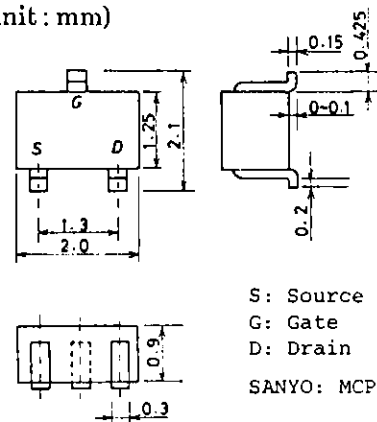 nit : mm)
0.15
0.425
G
S D
1.25
2.1
0~0.1
1.3
2.0
0.2
0.9
0.3
S: Source
G: Gate
D: Drain
SANYO: MCP